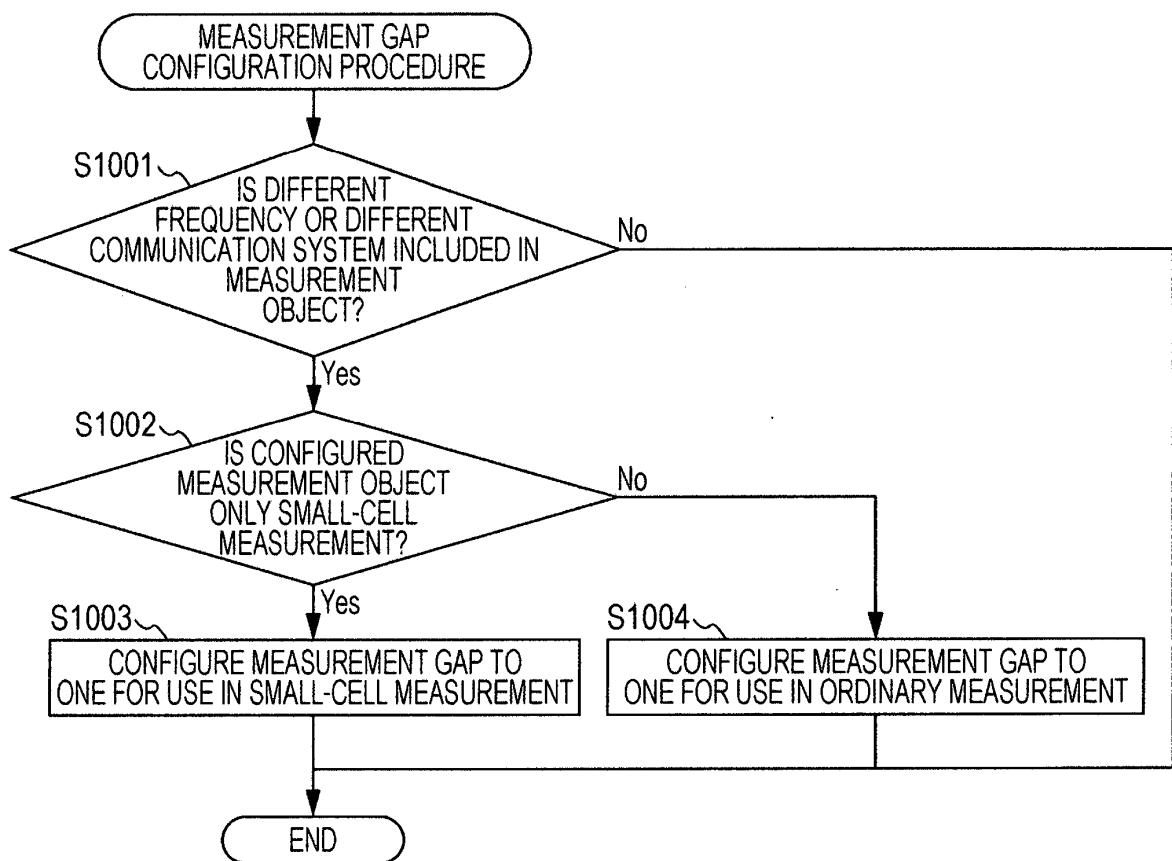 MEASUREMENT GAP
CONFIGURATION PROCEDURE
S1001
IS DIFFERENT
FREQUENCY OR DIFFERENT
COMMUNICATION SYSTEM INCLUDED IN
MEASUREMENT
OBJECT?
No
Yes
S1002
IS CONFIGURED
MEASUREMENT OBJECT
ONLY SMALL-CELL
MEASUREMENT?
No
Yes
S1003
CONFIGURE MEASUREMENT GAP TO
ONE FOR USE IN SMALL-CELL MEASUREMENT
S1004
CONFIGURE MEASUREMENT GAP TO
ONE FOR USE IN ORDINARY MEASUREMENT
END